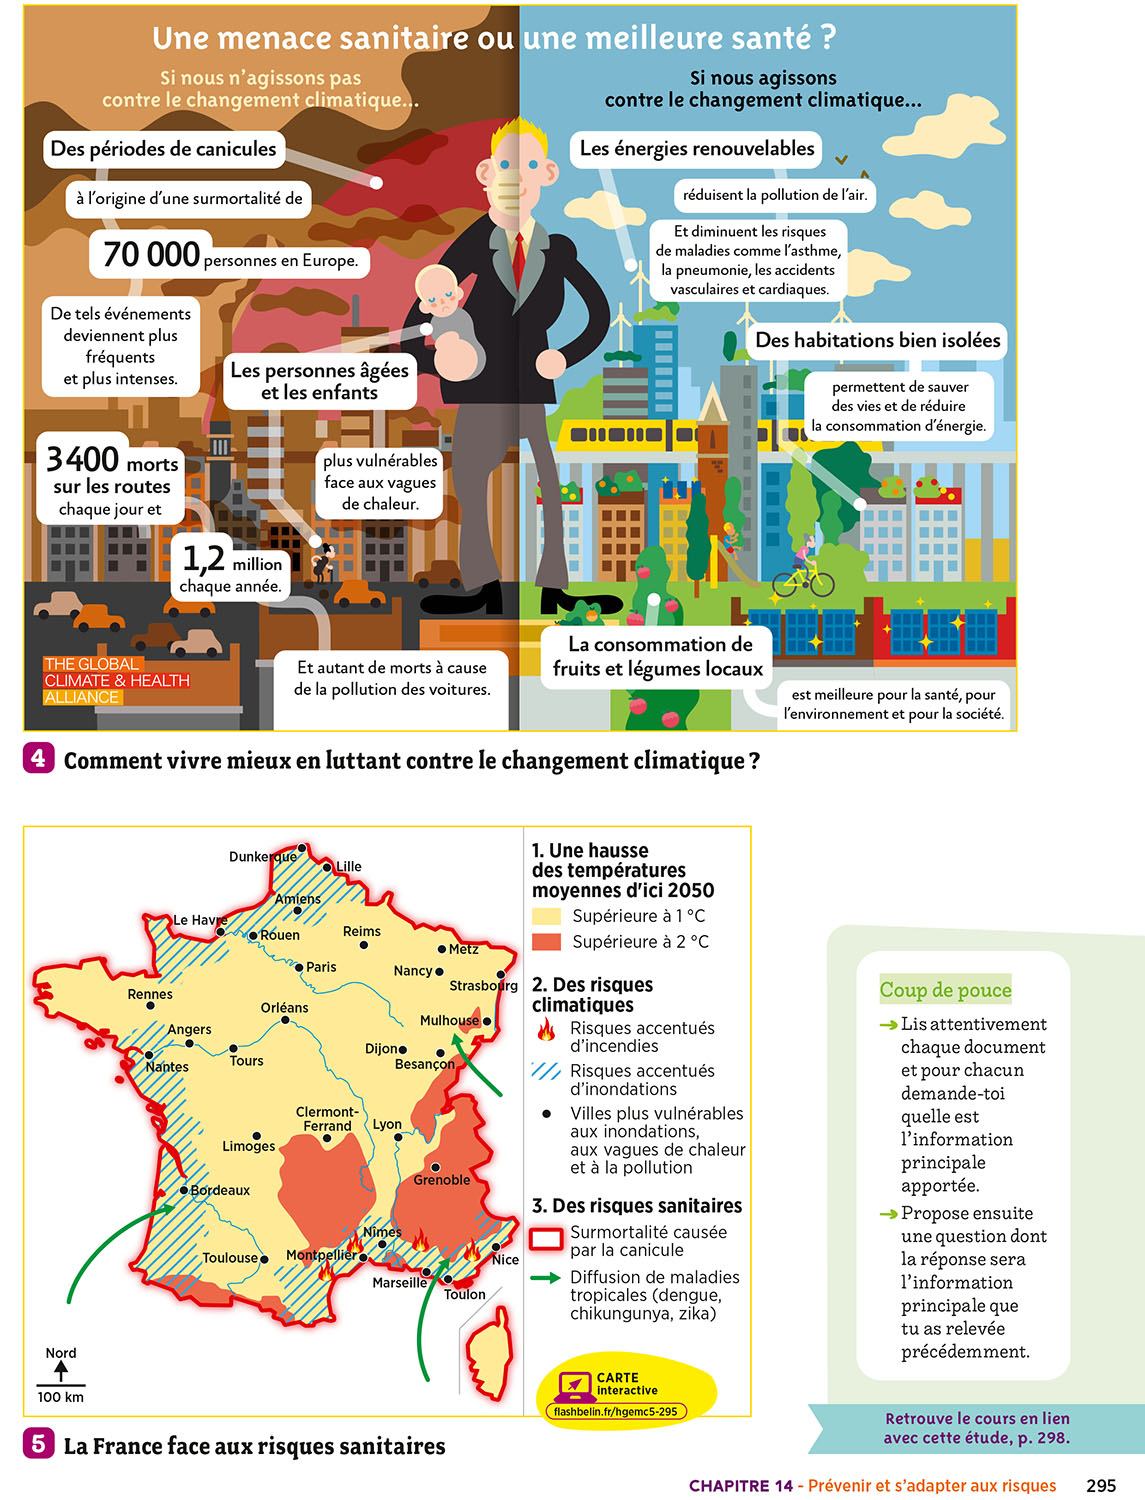 Une menace sanitaire ou une meilleure santé ?
Si nous n'agissons pas
contre le changement climatique...
Des périodes de canicules
à l'origine d'une surmortalité de
70 000 personnes en Europe.
De tels événements
deviennent plus
fréquents
et plus intenses.
Les personnes âgées
et les enfants
plus vulnérables
face aux vagues
de chaleur.
3 400 morts
sur les routes
chaque jour et
1,2 million
chaque année.
Et autant de morts à cause
de la pollution des voitures.
THE GLOBAL
CLIMATE & HEALTH
ALLIANCE
Si nous agissons
contre le changement climatique...
Les énergies renouvelables
réduisent la pollution de l'air.
Et diminuent les risques
de maladies comme l'asthme,
la pneumonie, les accidents
vasculaires et cardiaques.
Des habitations bien isolées
permettent de sauver
des vies et de réduire
la consommation d'énergie.
La consommation de
fruits et légumes locaux
est meilleure pour la santé, pour
l'environnement et pour la société.
4 Comment vivre mieux en luttant contre le changement climatique ?
Dunkerque
Lille
Amiens
Le Havre
Rouen
Reims
Metz
Paris
Nancy
Strasbourg
Rennes
Orléans
Mulhouse
Angers
Dijon
Nantes
Tours
Besançon
Clermont-
Ferrand
Lyon
Limoges
Grenoble
Bordeaux
Nîmes
Toulouse
Montpellier
Nice
Marseille
Toulon
Nord
100 km
1. Une hausse
des températures
moyennes d'ici 2050
Supérieure à 1 °C
Supérieure à 2 °C
2. Des risques
climatiques
Risques accentués
d'incendies
Risques accentués
d'inondations
Villes plus vulnérables
aux inondations,
aux vagues de chaleur
et à la pollution
3. Des risques sanitaires
Surmortalité causée
par la canicule
Diffusion de maladies
tropicales (dengue,
chikungunya, zika)
CARTE
interactive
flashbelin.fr/hgemc5-295
5 La France face aux risques sanitaires
Coup de pouce
Lis attentivement
chaque document
et pour chacun
demande-toi
quelle est
l'information
principale
apportée.
Propose ensuite
une question dont
la réponse sera
l'information
principale que
tu as relevée
précédemment.
Retrouve le cours en lien
avec cette étude, p. 298.
CHAPITRE 14 - Prévenir et s'adapter aux risques 295